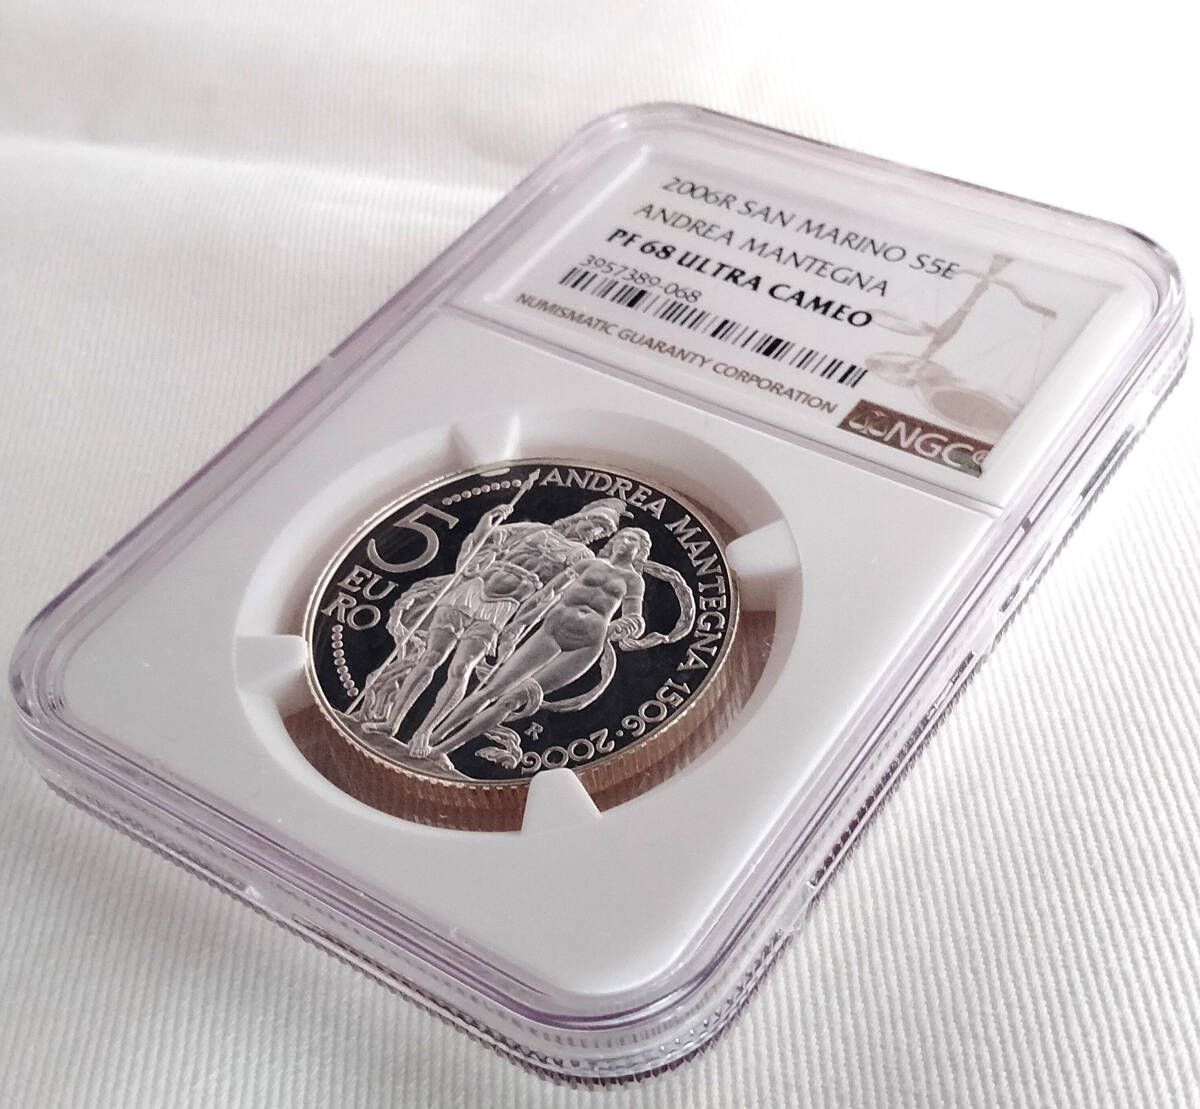 2006R SAN MARINO S5E
ANDREA MANTEGNA
PF 68 ULTRA CAMEO
3957389-068
NUMISMATIC GUARANTY CORPORATION
NGC®
5
EURO
ANDREA MANTEGNA 1506·2006
R